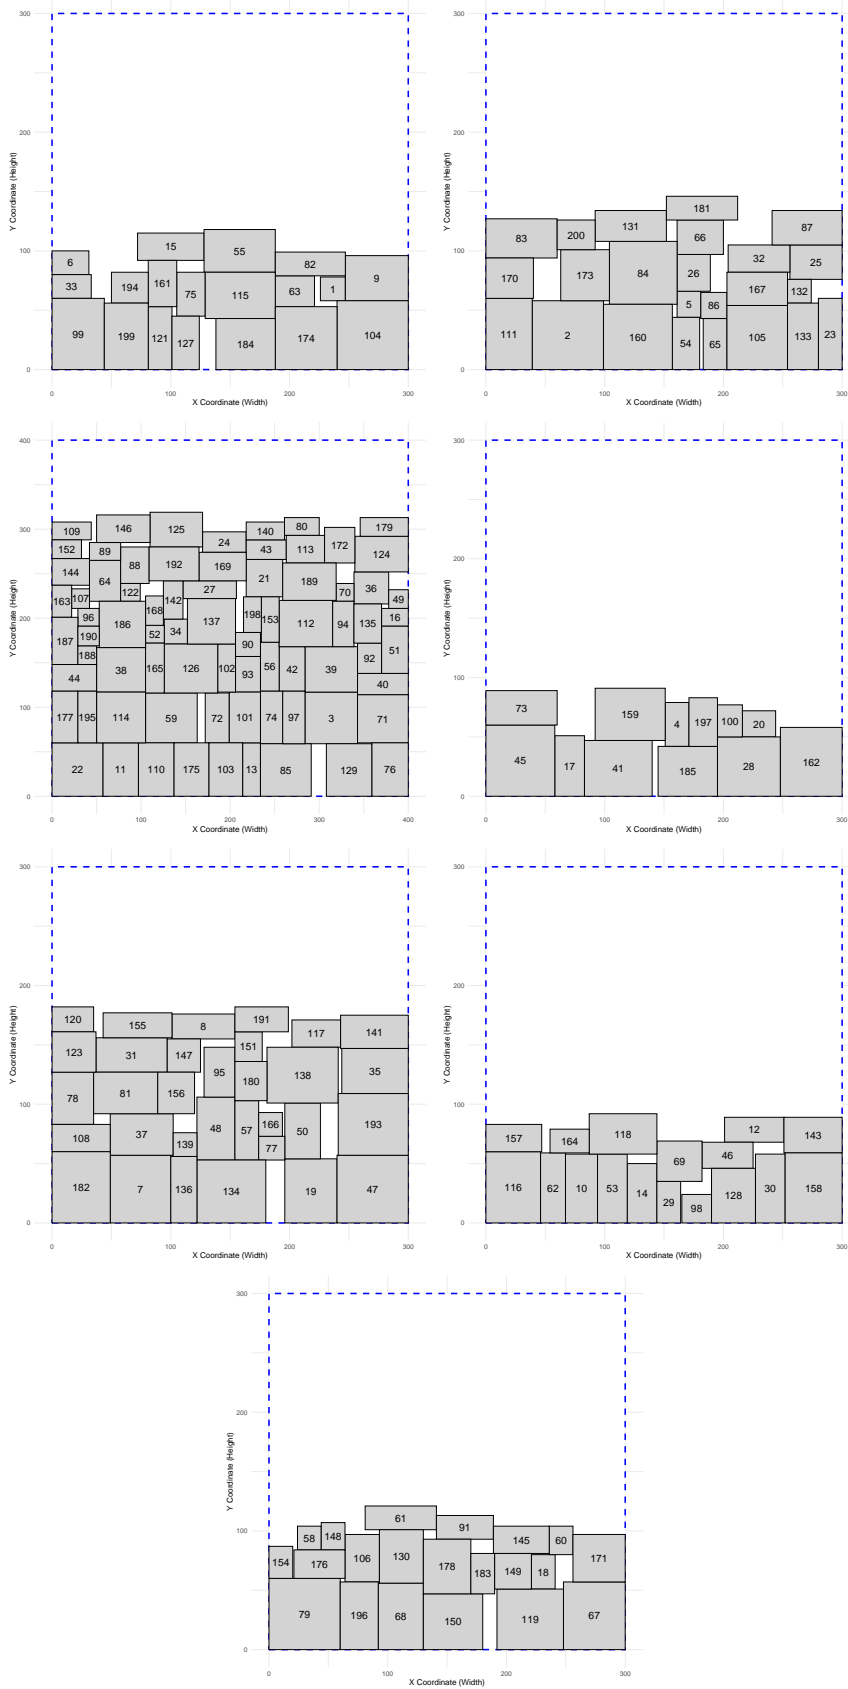 300
200
100
0
Y Coordinate (Height)
15 55 82
6 33 194 161 75 115 63 1 9
99 199 121 127 184 174 104
0 100 200 300
X Coordinate (Width)
300
200
100
0
Y Coordinate (Height)
181
83 200 131 66 87
170 173 84 26 32 25
5 86 167 132
111 2 160 54 65 105 133 23
0 100 200 300
X Coordinate (Width)
400
300
200
100
0
Y Coordinate (Height)
109 146 125 24 140 80 172 179
152 89 88 192 169 43 113 124
144 64 122 142 27 21 189 70 36 49
163 107 168 198 153 16
96 186 52 34 137 112 94 135
187 190 90 51
188 38 165 126 102 93 56 42 39 92
44 40
177 195 114 59 72 101 74 97 3 71
22 11 110 175 103 13 85 129 76
0 100 200 300 400
X Coordinate (Width)
300
200
100
0
Y Coordinate (Height)
73 159 4 197 100 20
45 17 41 185 28 162
0 100 200 300
X Coordinate (Width)
300
200
100
0
Y Coordinate (Height)
120 155 8 191 117 141
123 31 147 151
95 180 138 35
78 81 156
108 37 139 48 57 166 77 50 193
182 7 136 134 19 47
0 100 200 300
X Coordinate (Width)
300
200
100
0
Y Coordinate (Height)
157 164 118 69 46 12 143
116 62 10 53 14 29 98 128 30 158
0 100 200 300
X Coordinate (Width)
300
200
100
0
Y Coordinate (Height)
58 148 61 91 145 60
154 176 106 130 178 183 149 18 171
79 196 68 150 119 67
0 100 200 300
X Coordinate (Width)